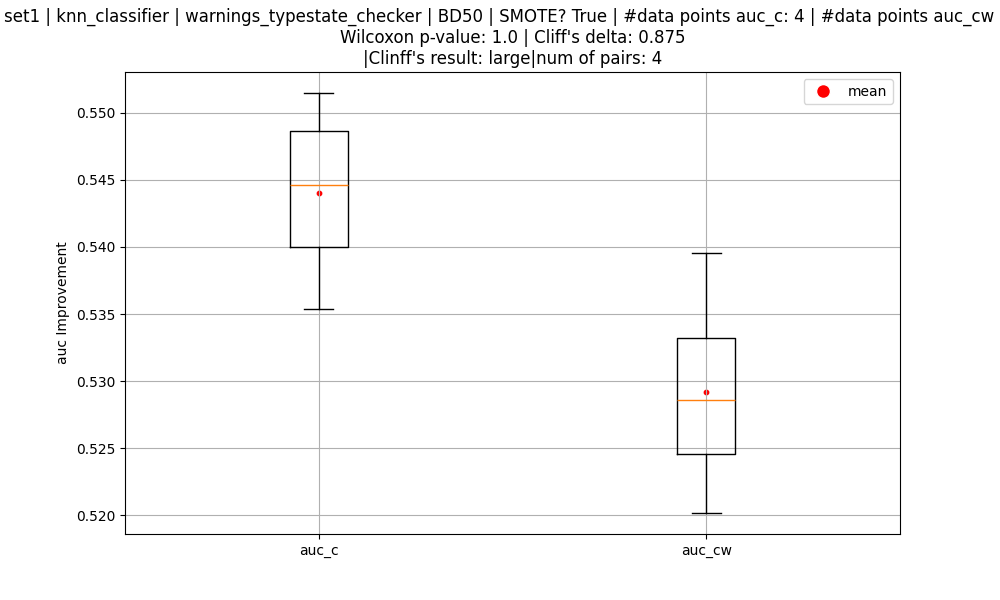 set1 | knn_classifier | warnings_typestate_checker | BD50 | SMOTE? True | #data points auc_c: 4 | #data points auc_cw
Wilcoxon p-value: 1.0 | Cliff's delta: 0.875
|Clinff's result: large|num of pairs: 4
mean
0.550
0.545
0.540
0.535
0.530
0.525
0.520
auc Improvement
auc_c
auc_cw